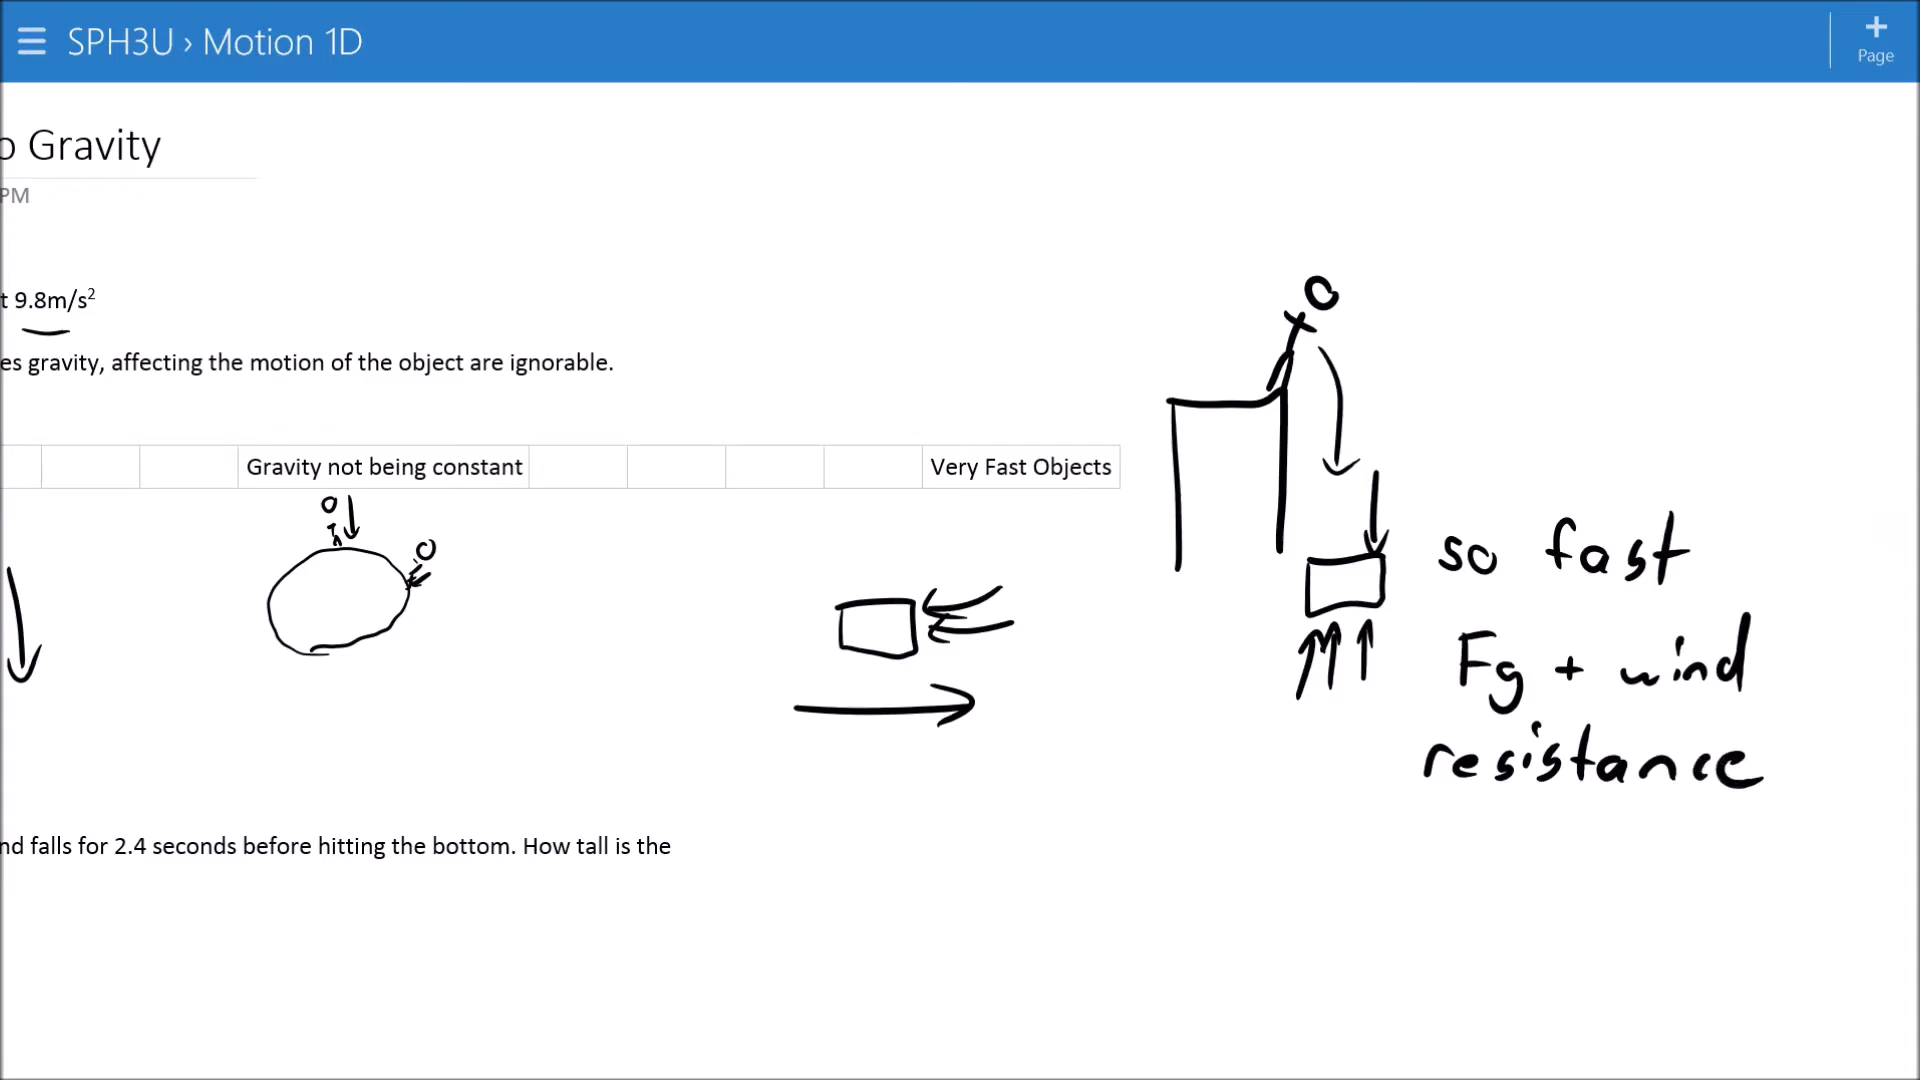 SPH3U › Motion 1D
+
Page
o Gravity
PM
t 9.8m/s²
es gravity, affecting the motion of the object are ignorable.
Gravity not being constant
Very Fast Objects
so fast
Fg + wind
resistance
nd falls for 2.4 seconds before hitting the bottom. How tall is the